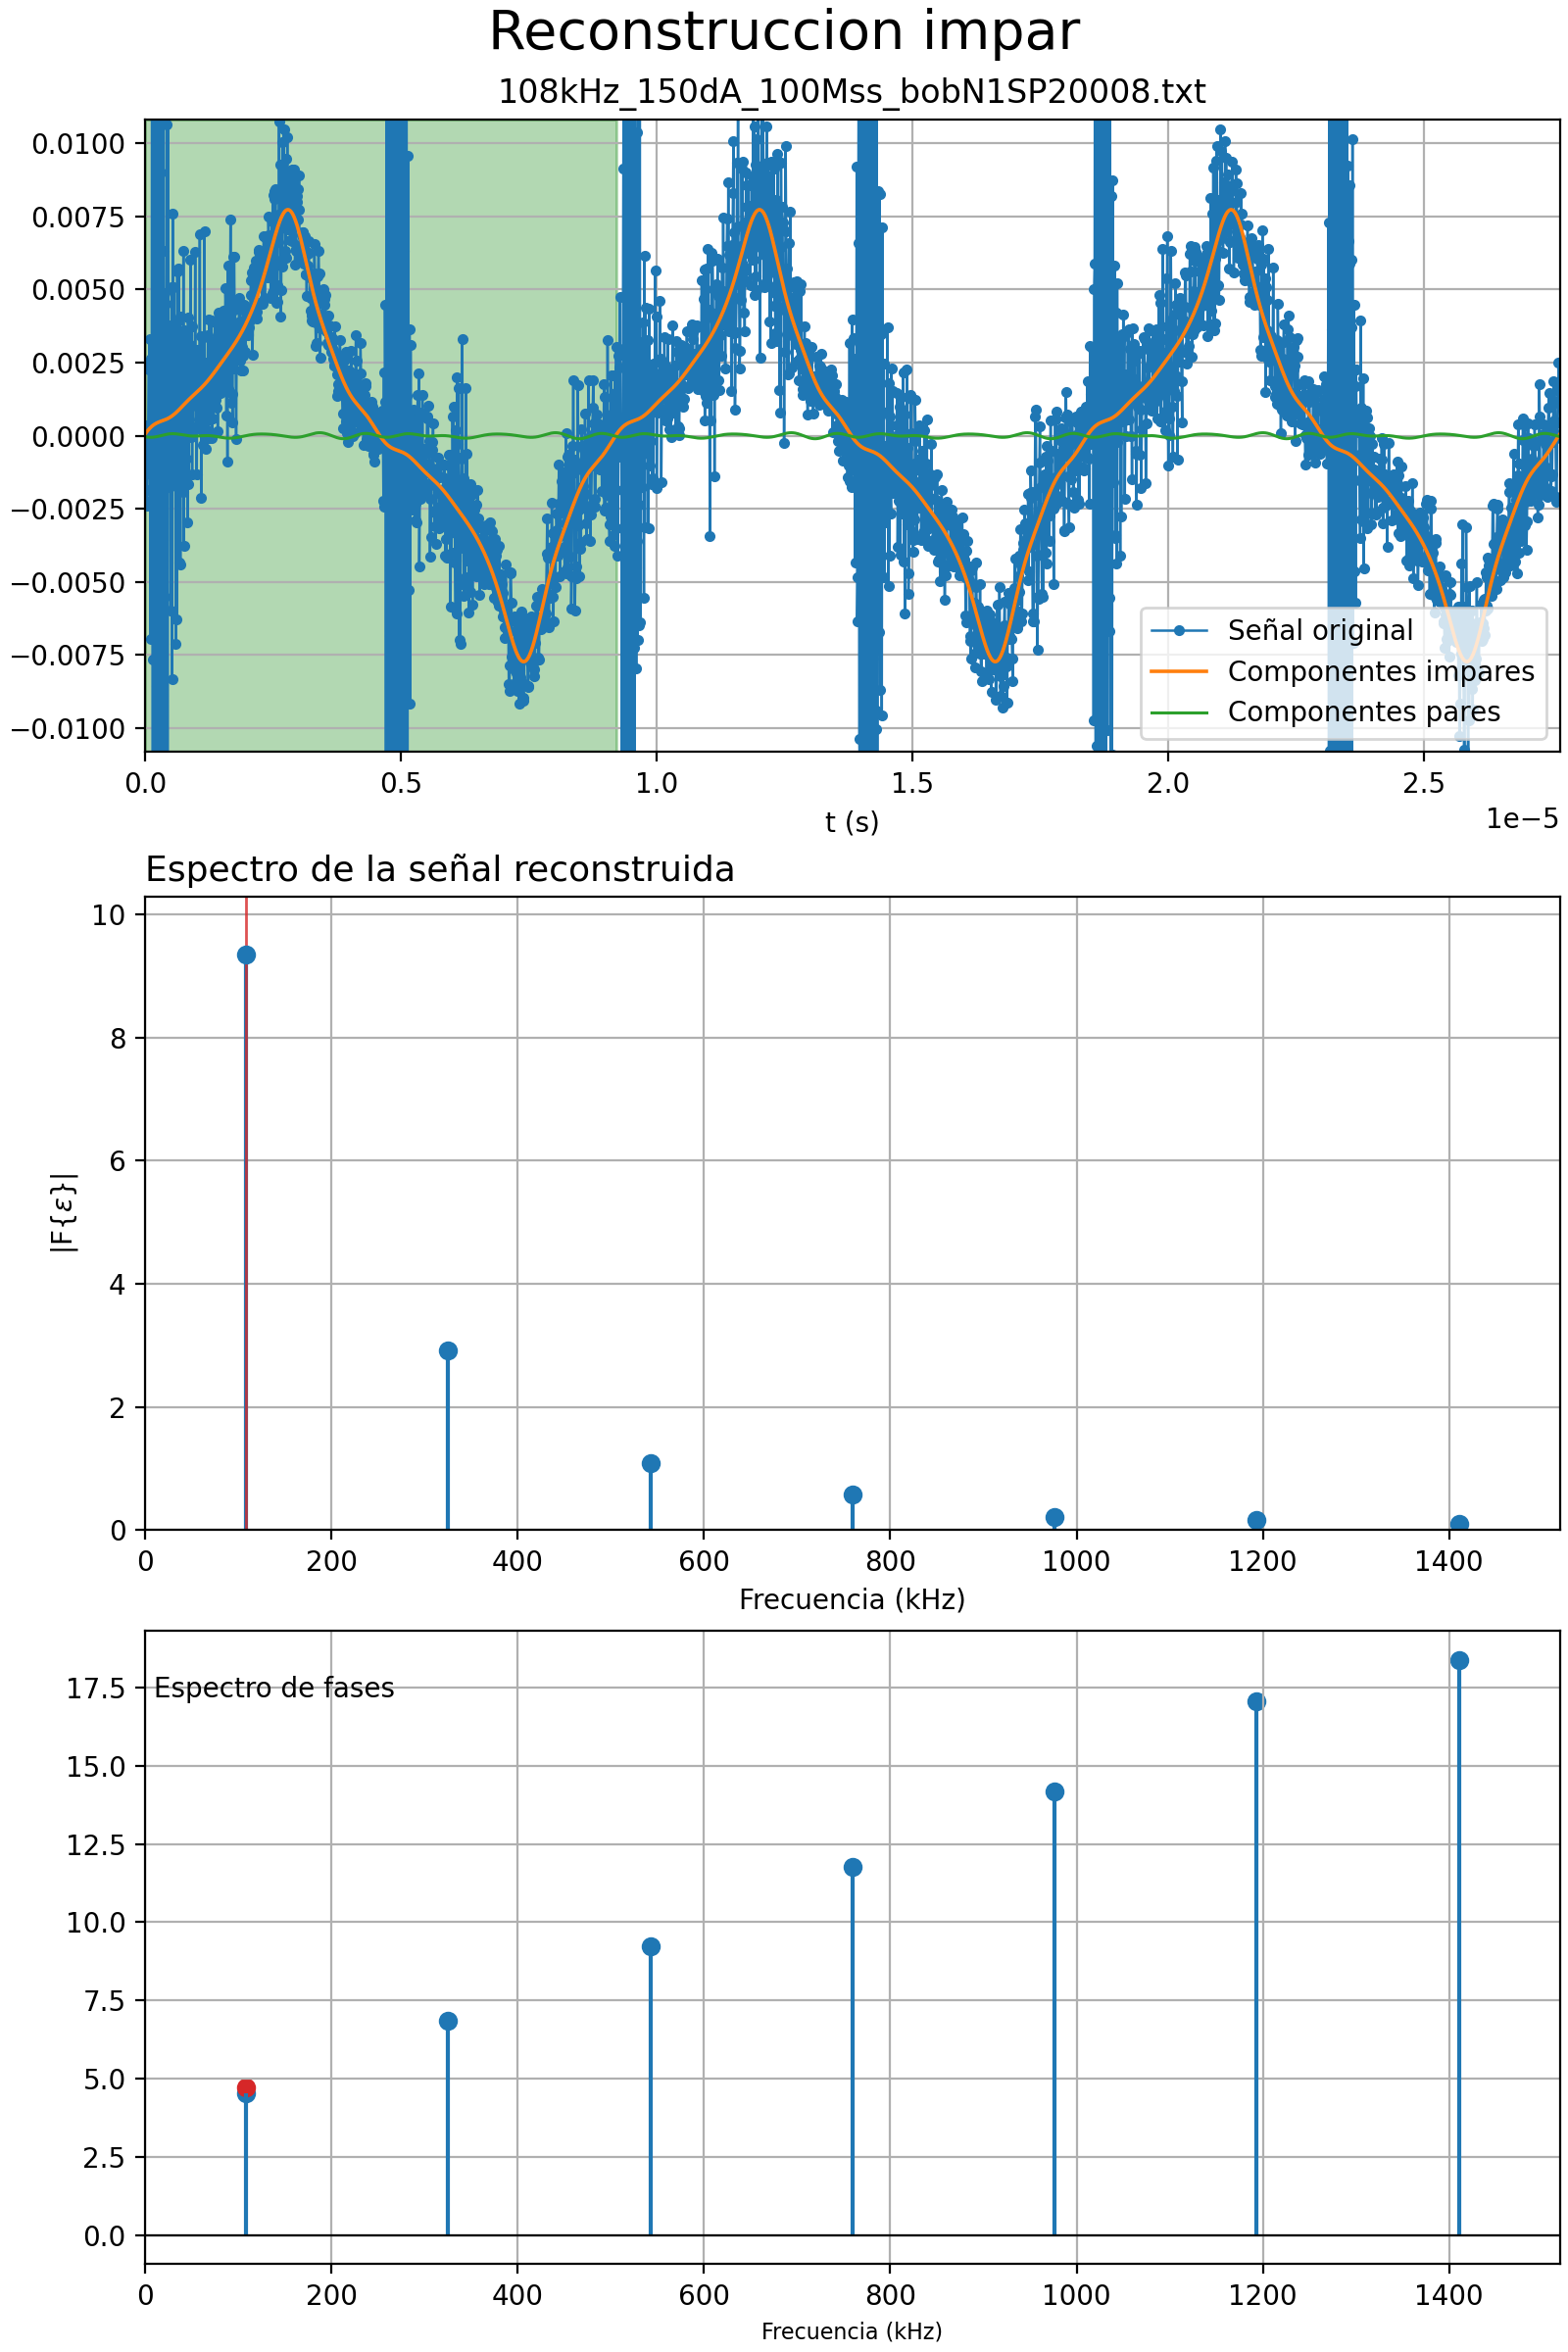 Reconstruccion impar
108kHz_150dA_100Mss_bobN1SP20008.txt
0.0100
0.0075
0.0050
0.0025
0.0000
−0.0025
−0.0050
−0.0075
−0.0100
Señal original
Componentes impares
Componentes pares
0.0 0.5 1.0 1.5 2.0 2.5
t (s)
1e−5
Espectro de la señal reconstruida
|F{ε}|
10
8
6
4
2
0
0 200 400 600 800 1000 1200 1400
Frecuencia (kHz)
Espectro de fases
17.5
15.0
12.5
10.0
7.5
5.0
2.5
0.0
0 200 400 600 800 1000 1200 1400
Frecuencia (kHz)